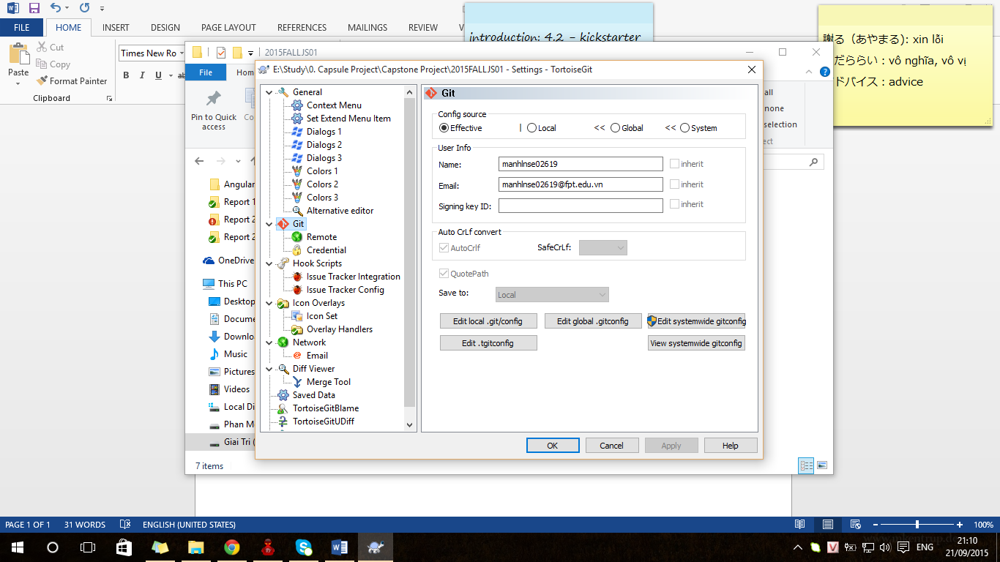 FILE
HOME
INSERT
DESIGN
PAGE LAYOUT
REFERENCES
MAILINGS
REVIEW
Cut
Copy
Format Painter
Paste
Clipboard
Times New Ro
B I U
introduction: 4.2 - kickstarter
謝る（あやまる）: xin lỗi
だららい : vô nghĩa, vô vị
ドバイス : advice
2015FALLJS01
File
Hom
Pin to Quick
access
all
none
selection
E:\Study\0. Capsule Project\Capstone Project\2015FALLJS01 - Settings - TortoiseGit
General
Context Menu
Set Extend Menu Item
Dialogs 1
Dialogs 2
Dialogs 3
Colors 1
Colors 2
Colors 3
Alternative editor
Git
Remote
Credential
Hook Scripts
Issue Tracker Integration
Issue Tracker Config
Icon Overlays
Icon Set
Overlay Handlers
Network
Email
Diff Viewer
Merge Tool
Saved Data
TortoiseGitBlame
TortoiseGitUDiff
Git
Config source
Effective
Local
<< Global
<< System
User Info
Name: manhlnse02619 inherit
Email: manhlnse02619@fpt.edu.vn inherit
Signing key ID: inherit
Auto CrLf convert
AutoCrlf
SafeCrLf:
QuotePath
Save to: Local
Edit local .git/config
Edit global .gitconfig
Edit systemwide gitconfig
Edit .tgitconfig
View systemwide gitconfig
OK
Cancel
Apply
Help
Angular
Report 1
Report 2
Report 2
OneDrive
This PC
Desktop
Docume
Downlo
Music
Pictures
Videos
Local Di
Phan M
Giai Tri (
7 items
PAGE 1 OF 1
31 WORDS
ENGLISH (UNITED STATES)
100%
ENG
21:10
21/09/2015